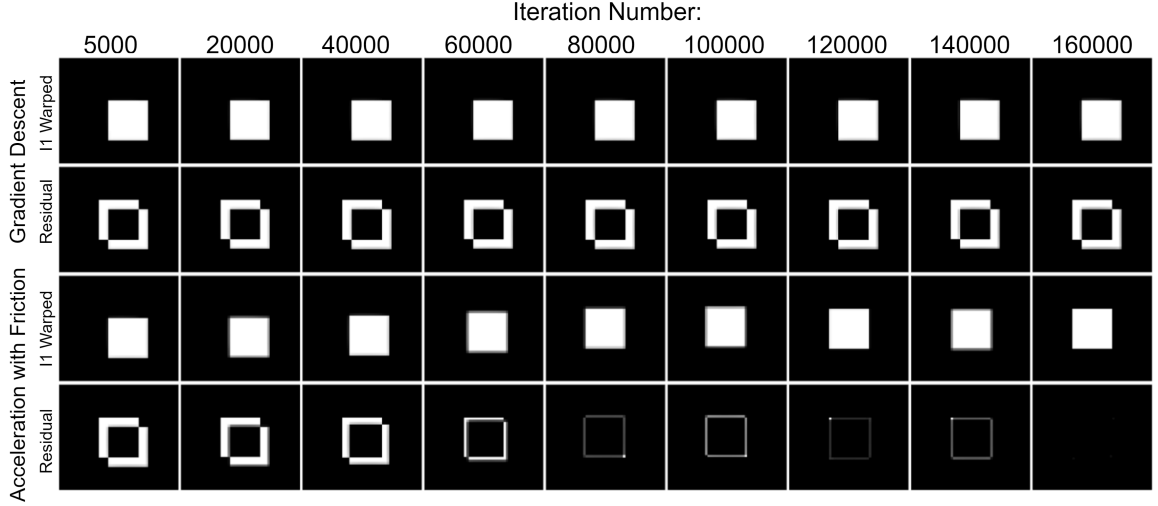 Iteration Number:
5000 20000 40000 60000 80000 100000 120000 140000 160000
Gradient Descent
I1 Warped
Residual
Acceleration with Friction
I1 Warped
Residual